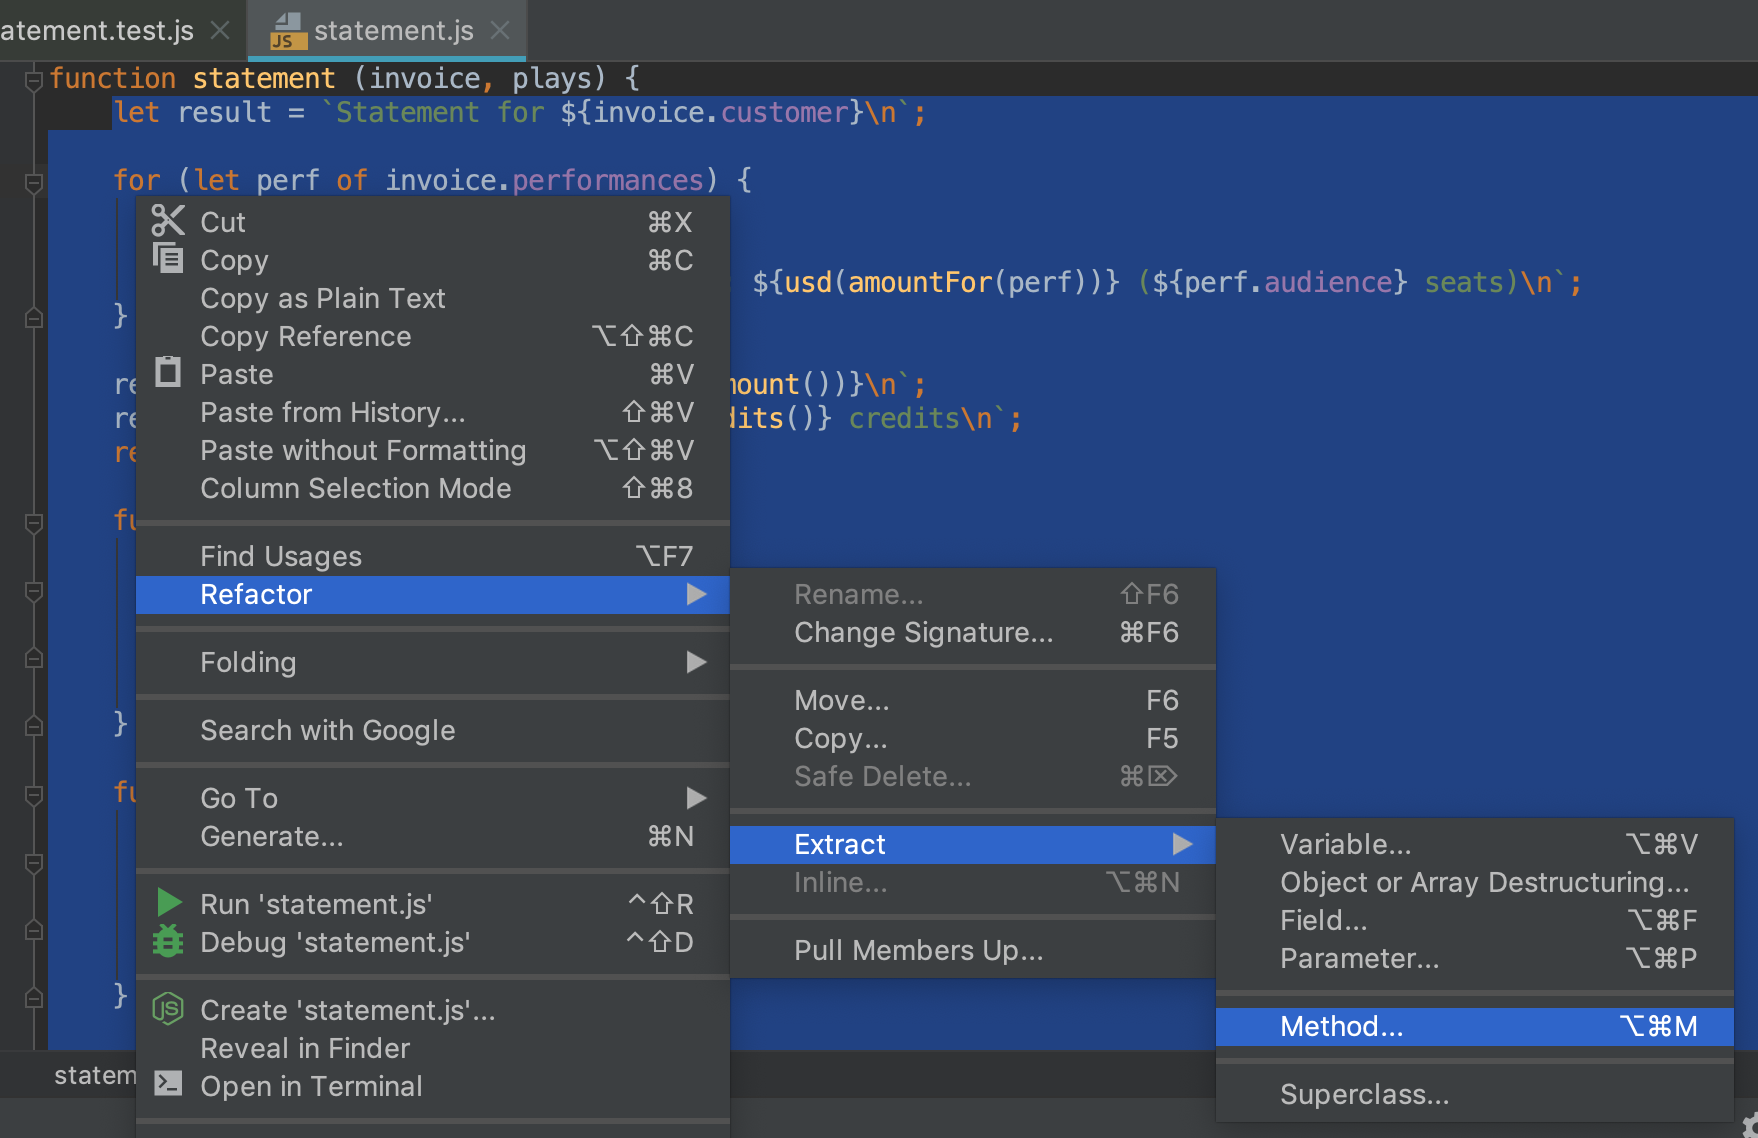 atement.test.js
JS statement.js
function statement (invoice, plays) {
let result = `Statement for ${invoice.customer}\n`;
for (let perf of invoice.performances) {
${usd(amountFor(perf))} (${perf.audience} seats)\n`;
}
re
mount())}\n`;
re
dits()} credits\n`;
re
fu
}
fu
}
statem
Cut ⌘X
Copy ⌘C
Copy as Plain Text
Copy Reference ⌥⇧⌘C
Paste ⌘V
Paste from History... ⇧⌘V
Paste without Formatting ⌥⇧⌘V
Column Selection Mode ⇧⌘8
Find Usages ⌥F7
Refactor
Folding
Search with Google
Go To
Generate... ⌘N
Run 'statement.js' ^⇧R
Debug 'statement.js' ^⇧D
JS Create 'statement.js'...
Reveal in Finder
Open in Terminal
Rename... ⇧F6
Change Signature... ⌘F6
Move... F6
Copy... F5
Safe Delete... ⌘⌦
Extract
Inline... ⌥⌘N
Pull Members Up...
Variable... ⌥⌘V
Object or Array Destructuring...
Field... ⌥⌘F
Parameter... ⌥⌘P
Method... ⌥⌘M
Superclass...